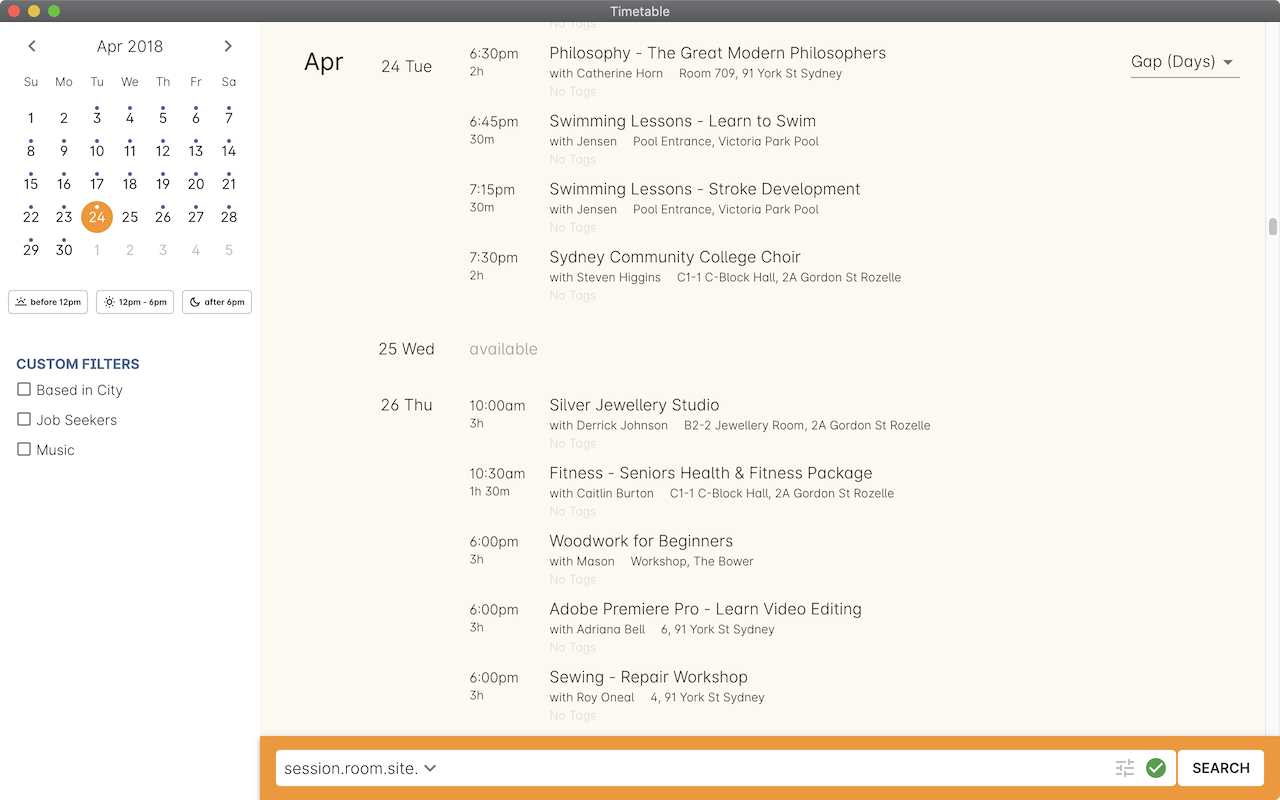 Timetable
Apr 2018
Su Mo Tu We Th Fr Sa
1 2 3 4 5 6 7
8 9 10 11 12 13 14
15 16 17 18 19 20 21
22 23 24 25 26 27 28
29 30 1 2 3 4 5
before 12pm 12pm - 6pm after 6pm
CUSTOM FILTERS
Based in City
Job Seekers
Music
No Tags
Apr
Gap (Days)
24 Tue
6:30pm Philosophy - The Great Modern Philosophers
2h with Catherine Horn Room 709, 91 York St Sydney
No Tags
6:45pm Swimming Lessons - Learn to Swim
30m with Jensen Pool Entrance, Victoria Park Pool
No Tags
7:15pm Swimming Lessons - Stroke Development
30m with Jensen Pool Entrance, Victoria Park Pool
No Tags
7:30pm Sydney Community College Choir
2h with Steven Higgins C1-1 C-Block Hall, 2A Gordon St Rozelle
No Tags
25 Wed available
26 Thu 10:00am Silver Jewellery Studio
3h with Derrick Johnson B2-2 Jewellery Room, 2A Gordon St Rozelle
No Tags
10:30am Fitness - Seniors Health & Fitness Package
1h 30m with Caitlin Burton C1-1 C-Block Hall, 2A Gordon St Rozelle
No Tags
6:00pm Woodwork for Beginners
3h with Mason Workshop, The Bower
No Tags
6:00pm Adobe Premiere Pro - Learn Video Editing
3h with Adriana Bell 6, 91 York St Sydney
No Tags
6:00pm Sewing - Repair Workshop
3h with Roy Oneal 4, 91 York St Sydney
No Tags
session.room.site.
SEARCH